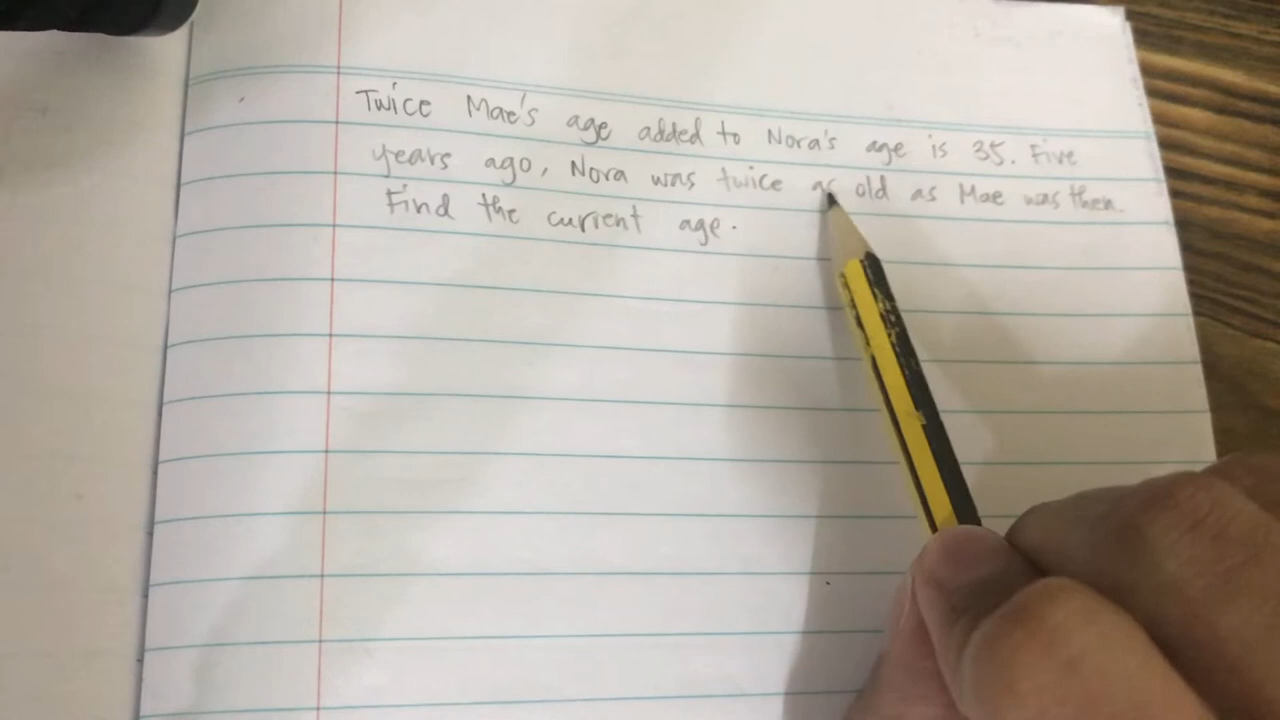 Twice Mae's age added to Nora's age is 35. Five
years ago, Nora was twice as old as Mae was then.
Find the current age.